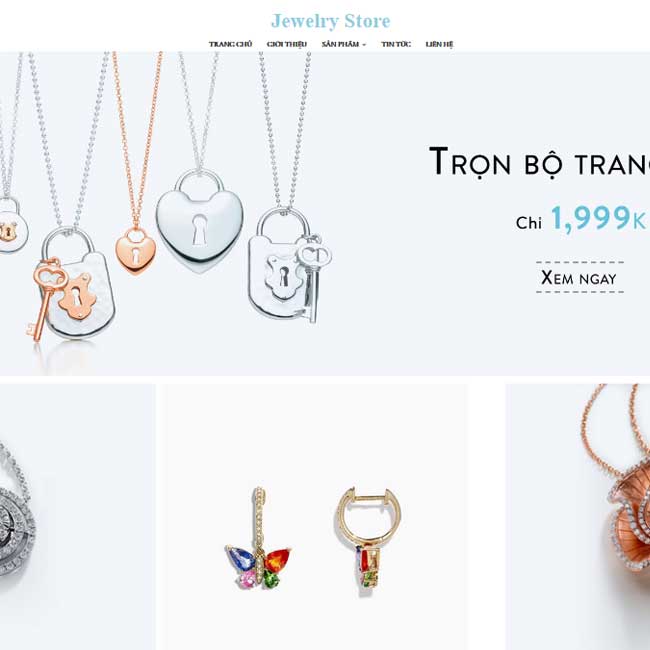 Jewelry Store
TRANG CHỦ GIỚI THIỆU SẢN PHẨM TIN TỨC LIÊN HỆ
TRỌN BỘ TRANG
Chỉ 1,999K
XEM NGAY